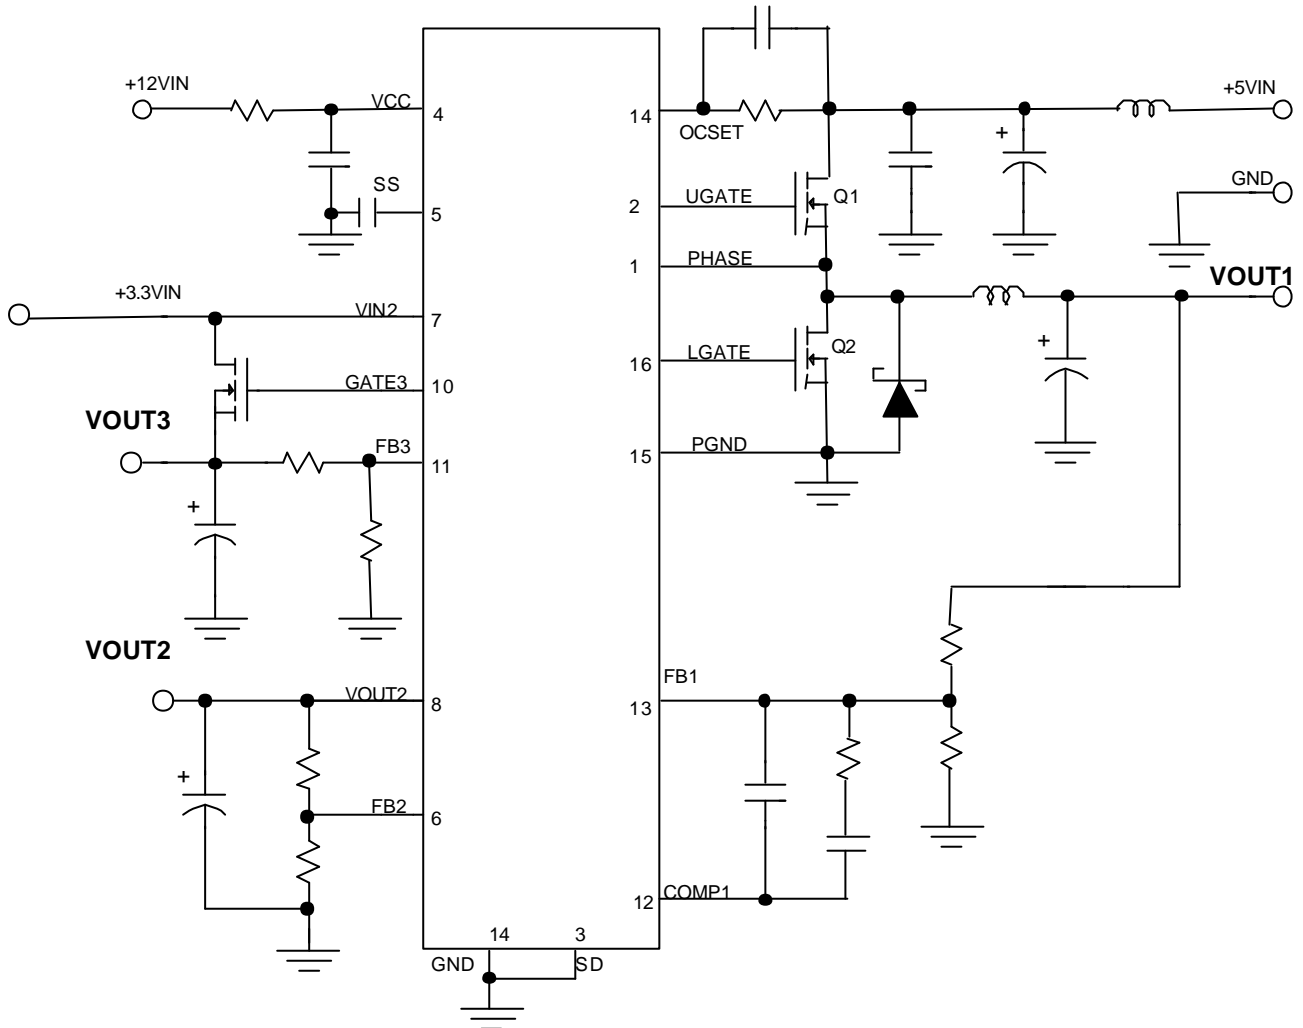 +12VIN
VCC
4
SS
5
+3.3VIN
VIN2
7
GATE3
10
VOUT3
FB3
11
+
VOUT2
VOUT2
8
+
FB2
6
14
3
GND
SD
14
OCSET
+5VIN
+
GND
2
UGATE
Q1
1
PHASE
VOUT1
16
LGATE
Q2
+
15
PGND
FB1
13
12
COMP1